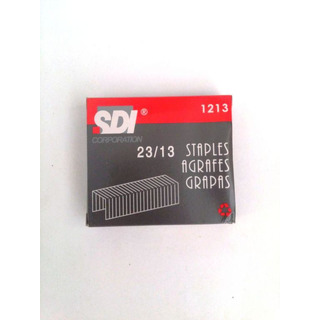 SDI®
CORPORATION
1213
23/13 STAPLES
AGRAFES
GRAPAS